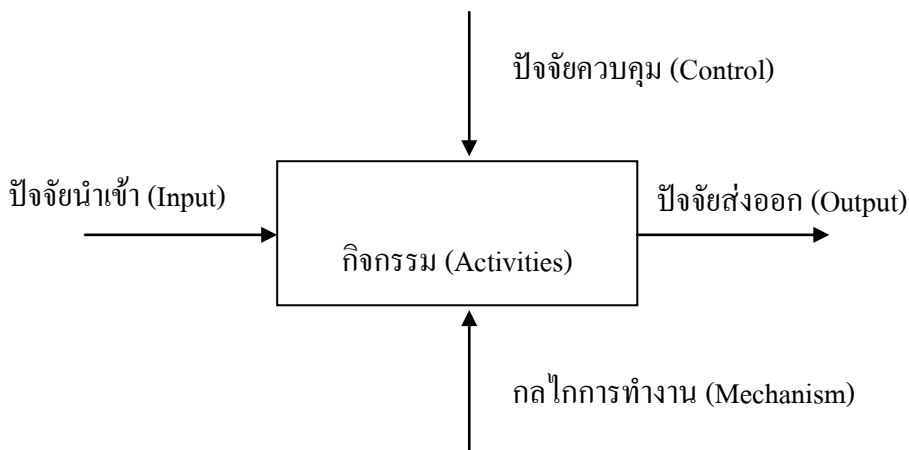 ปัจจัยควบคุม (Control)
ปัจจัยนำเข้า (Input)
ปัจจัยส่งออก (Output)
กิจกรรม (Activities)
กลไกการทำงาน (Mechanism)